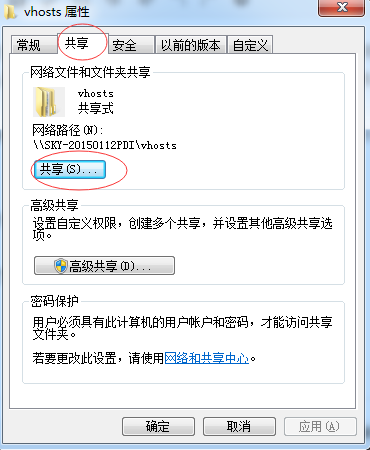 vhosts 属性
常规 共享 安全 以前的版本 自定义
网络文件和文件夹共享
vhosts
共享式
网络路径(N):
\\SKY-20150112PDI\vhosts
共享(S)...
高级共享
设置自定义权限，创建多个共享，并设置其他高级共享选
项。
高级共享(D)...
密码保护
用户必须具有此计算机的用户帐户和密码，才能访问共享
文件夹。
若要更改此设置，请使用网络和共享中心。
确定 取消 应用(A)